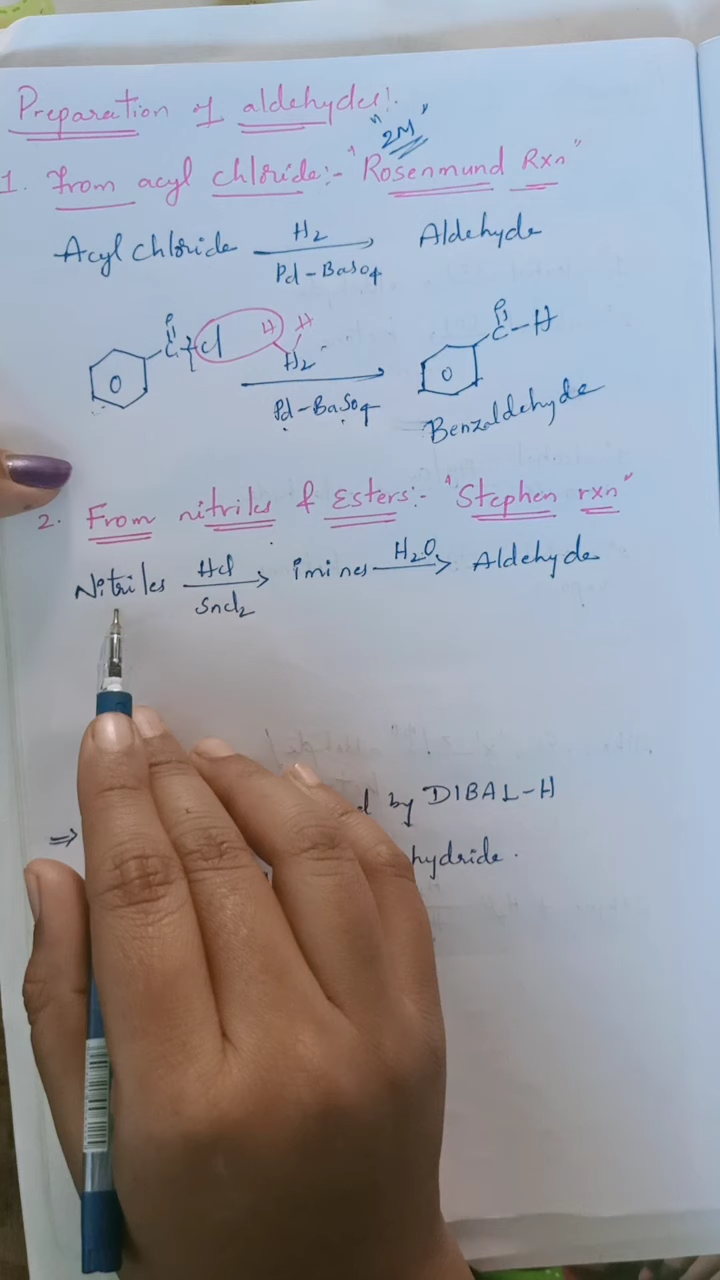 Preparation of aldehydes:-
"2M"
1. From acyl chloride:- "Rosenmund Rxn"
Acyl chloride H2 Pd-BaSO4 Aldehyde
O C Cl H H H2 Pd-BaSO4 O C-H
Benzaldehyde
2. From nitriles & Esters:- "Stephen rxn"
Nitriles HCl SnCl2 imines H2O Aldehyde
⇒ by DIBAL-H
hydride.